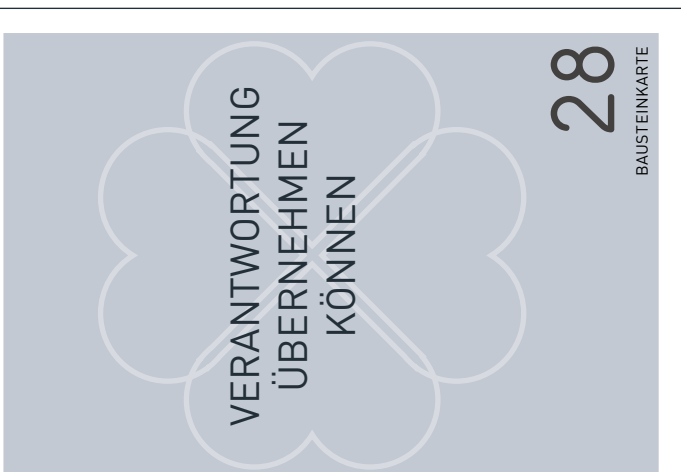 VERANTWORTUNG
ÜBERNEHMEN
KÖNNEN
28
BAUSTEINKARTE